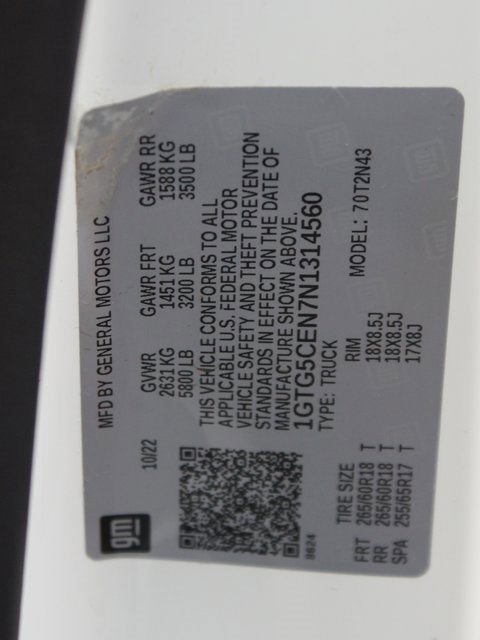 gm
MFD BY GENERAL MOTORS LLC
10/22
GVWR GAWR FRT GAWR RR
2631 KG 1451 KG 1588 KG
5800 LB 3200 LB 3500 LB
THIS VEHICLE CONFORMS TO ALL
APPLICABLE U.S. FEDERAL MOTOR
VEHICLE SAFETY AND THEFT PREVENTION
STANDARDS IN EFFECT ON THE DATE OF
MANUFACTURE SHOWN ABOVE.
1GTG5CEN7N1314560
8624
TYPE: TRUCK
MODEL: 70T2N43
TIRE SIZE RIM
FRT 265/60R18 T 18X8.5J
RR 265/60R18 T 18X8.5J
SPA 255/65R17 T 17X8J